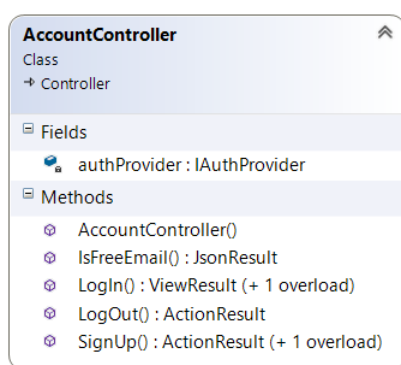 AccountController
Class
Controller
Fields
authProvider : IAuthProvider
Methods
AccountController()
IsFreeEmail() : JsonResult
LogIn() : ViewResult (+ 1 overload)
LogOut() : ActionResult
SignUp() : ActionResult (+ 1 overload)